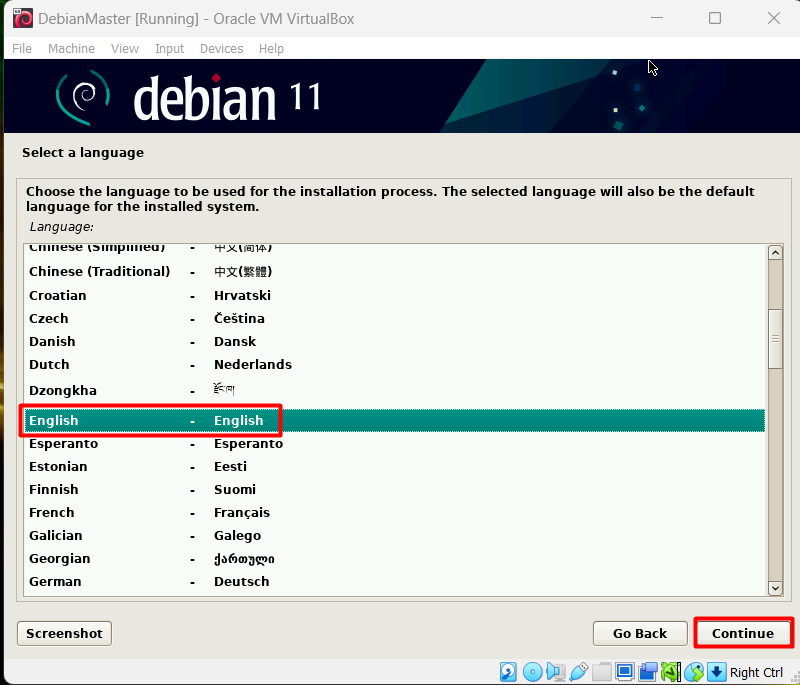 DebianMaster [Running] - Oracle VM VirtualBox
File Machine View Input Devices Help
debian 11
Select a language
Choose the language to be used for the installation process. The selected language will also be the default
language for the installed system.
Language:
Chinese (Simplified) - 中文(简体)
Chinese (Traditional) - 中文(繁體)
Croatian - Hrvatski
Czech - Čeština
Danish - Dansk
Dutch - Nederlands
Dzongkha - རྫོང་ཁ།
English - English
Esperanto - Esperanto
Estonian - Eesti
Finnish - Suomi
French - Français
Galician - Galego
Georgian - ქართული
German - Deutsch
Screenshot Go Back Continue
Right Ctrl